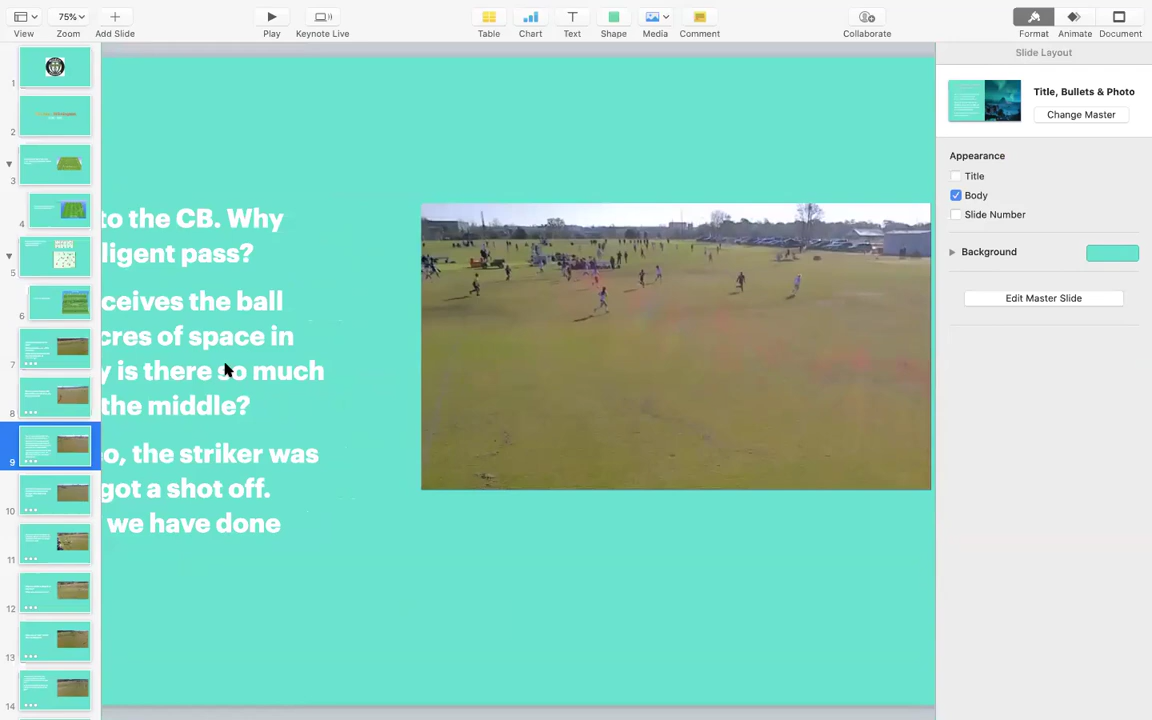 75%
View
Zoom
Add Slide
Play
Keynote Live
Table
Chart
Text
Shape
Media
Comment
Collaborate
Format
Animate
Document
Slide Layout
Title, Bullets & Photo
Change Master
Appearance
Title
Body
Slide Number
Background
Edit Master Slide
1
2
3
4
5
6
7
8
9
10
11
12
13
14
to the CB. Why
lligent pass?
ceives the ball
cres of space in
y is there so much
the middle?
o, the striker was
got a shot off.
we have done